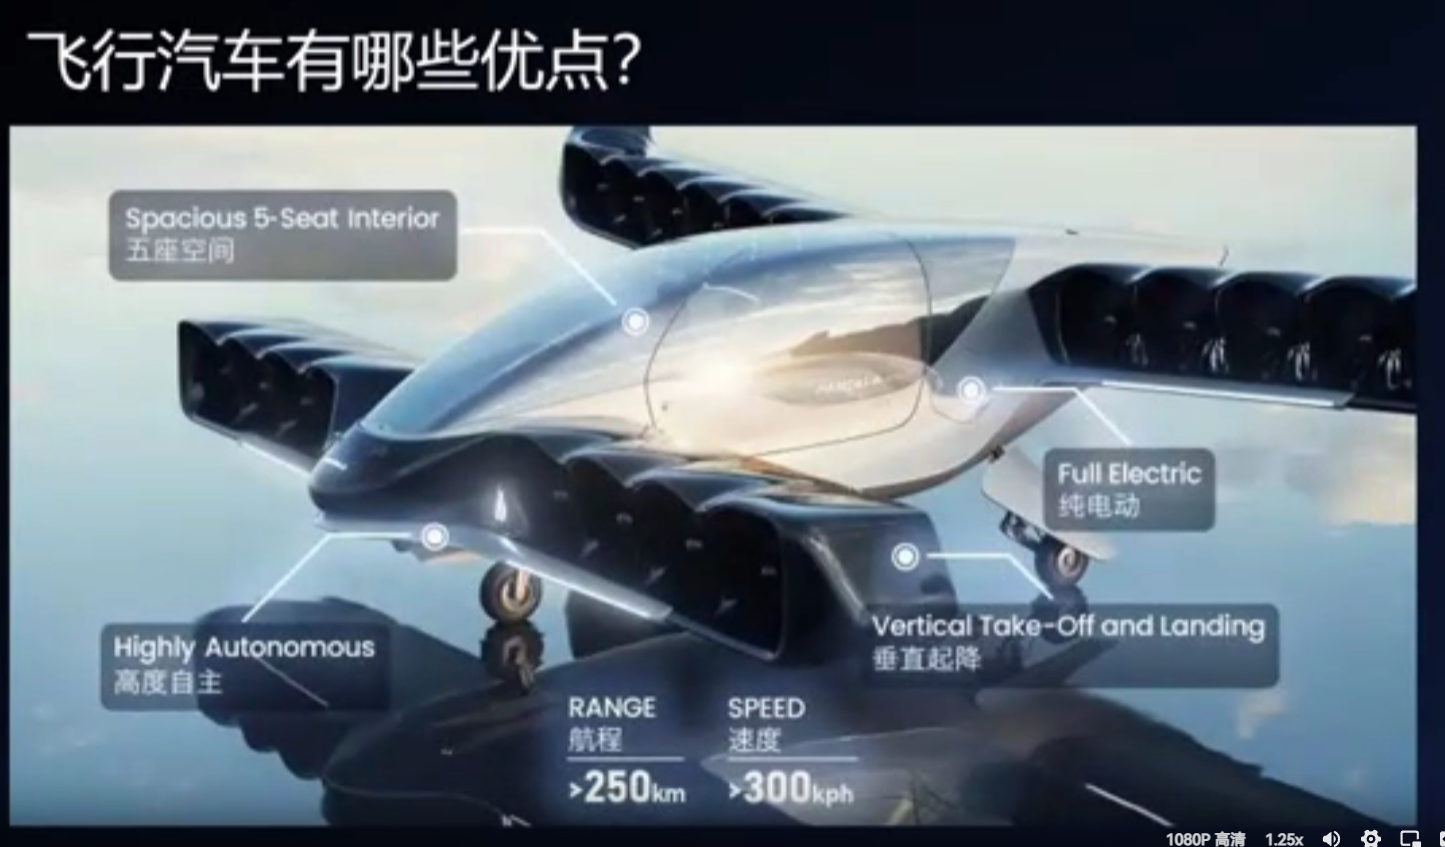 飞行汽车有哪些优点?
Spacious 5-Seat Interior
五座空间
Full Electric
纯电动
Highly Autonomous
高度自主
Vertical Take-Off and Landing
垂直起降
RANGE
航程
>250km
SPEED
速度
>300kph
1080P 高清 1.25x